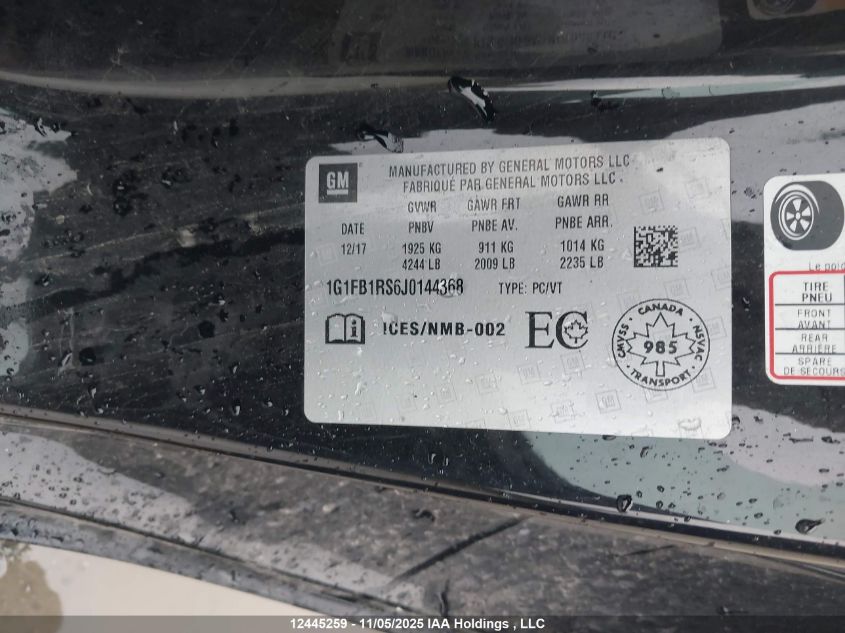 GM
MANUFACTURED BY GENERAL MOTORS LLC
FABRIQUÉ PAR GENERAL MOTORS LLC
GVWR GAWR FRT GAWR RR
DATE PNBV PNBE AV. PNBE ARR.
12/17 1925 KG 911 KG 1014 KG
4244 LB 2009 LB 2235 LB
1G1FB1RS6J0144368 TYPE: PC/VT
i ICES/NMB-002 EC
CANADA
CMVSS 985 NSVAC
TRANSPORT
TIRE
PNEU
FRONT
AVANT
REAR
ARRIÈRE
SPARE
DE SECOURS
12445259 - 11/05/2025 IAA Holdings , LLC